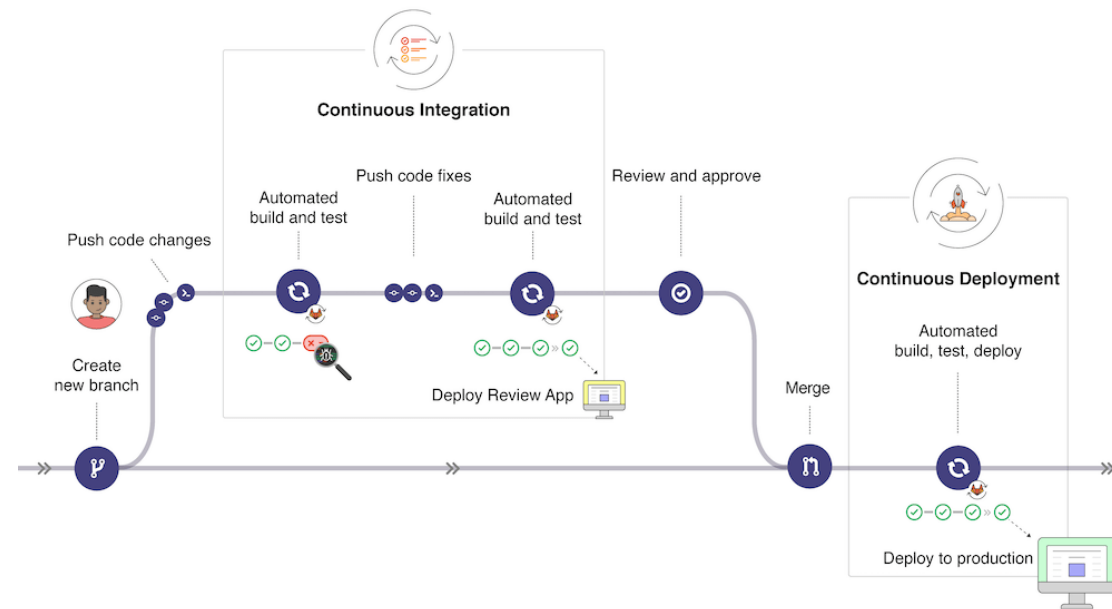 Continuous Integration
Push code fixes
Review and approve
Automated
build and test
Automated
build and test
Push code changes
Continuous Deployment
Automated
build, test, deploy
Create
new branch
Deploy Review App
Merge
Deploy to production